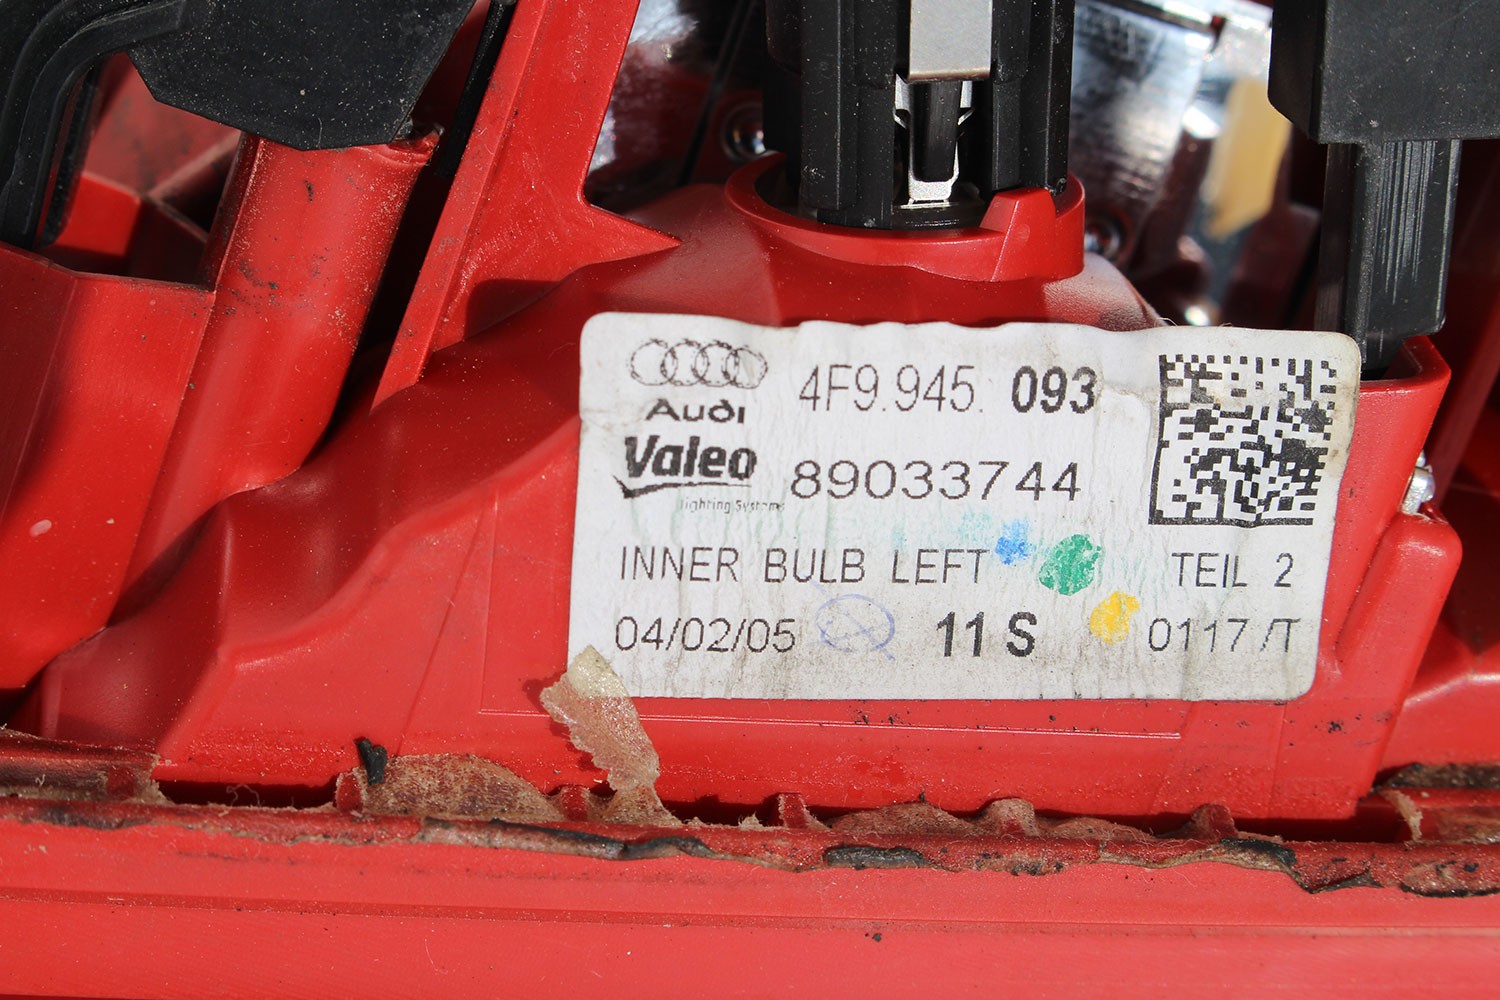 Audi 4F9.945. 093
Valeo 89033744
lighting Systems
INNER BULB LEFT TEIL 2
04/02/05 11 S 0117/T